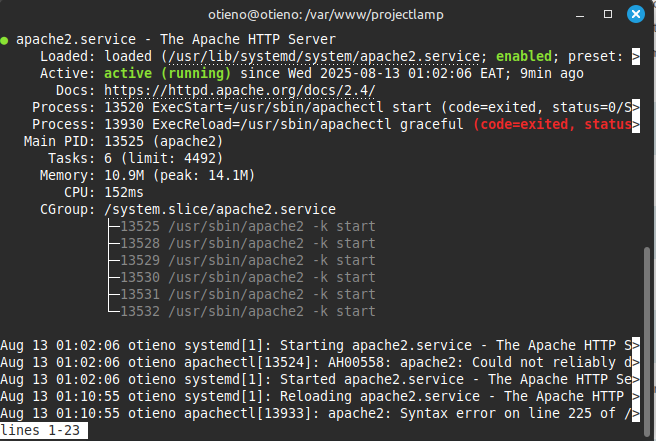 otieno@otieno: /var/www/projectlamp
● apache2.service - The Apache HTTP Server
Loaded: loaded (/usr/lib/systemd/system/apache2.service; enabled; preset: >
Active: active (running) since Wed 2025-08-13 01:02:06 EAT; 9min ago
Docs: https://httpd.apache.org/docs/2.4/
Process: 13520 ExecStart=/usr/sbin/apachectl start (code=exited, status=0/S>
Process: 13930 ExecReload=/usr/sbin/apachectl graceful (code=exited, status>
Main PID: 13525 (apache2)
Tasks: 6 (limit: 4492)
Memory: 10.9M (peak: 14.1M)
CPU: 152ms
CGroup: /system.slice/apache2.service
├─13525 /usr/sbin/apache2 -k start
├─13528 /usr/sbin/apache2 -k start
├─13529 /usr/sbin/apache2 -k start
├─13530 /usr/sbin/apache2 -k start
├─13531 /usr/sbin/apache2 -k start
└─13532 /usr/sbin/apache2 -k start
Aug 13 01:02:06 otieno systemd[1]: Starting apache2.service - The Apache HTTP S>
Aug 13 01:02:06 otieno apachectl[13524]: AH00558: apache2: Could not reliably d>
Aug 13 01:02:06 otieno systemd[1]: Started apache2.service - The Apache HTTP Se>
Aug 13 01:10:55 otieno systemd[1]: Reloading apache2.service - The Apache HTTP >
Aug 13 01:10:55 otieno apachectl[13933]: apache2: Syntax error on line 225 of />
lines 1-23